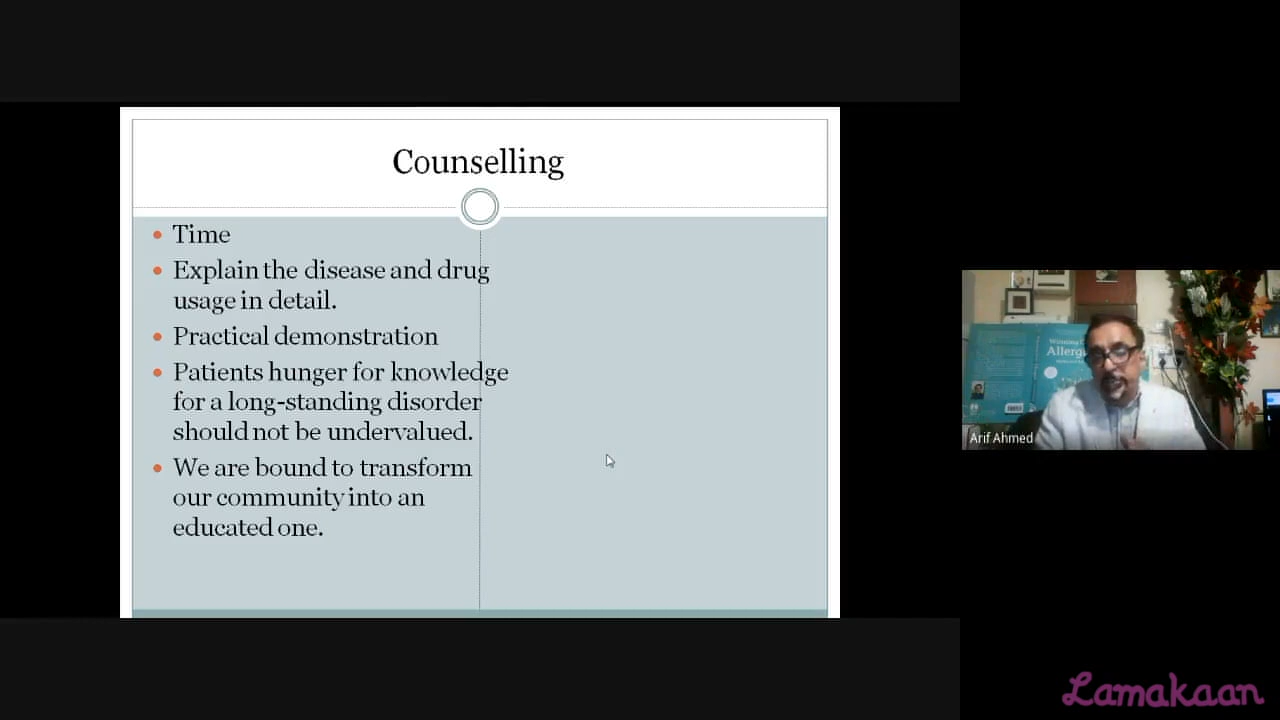 Counselling
Time
Explain the disease and drug
usage in detail.
Practical demonstration
Patients hunger for knowledge
for a long-standing disorder
should not be undervalued.
We are bound to transform
our community into an
educated one.
Arif Ahmed
Lamakaan